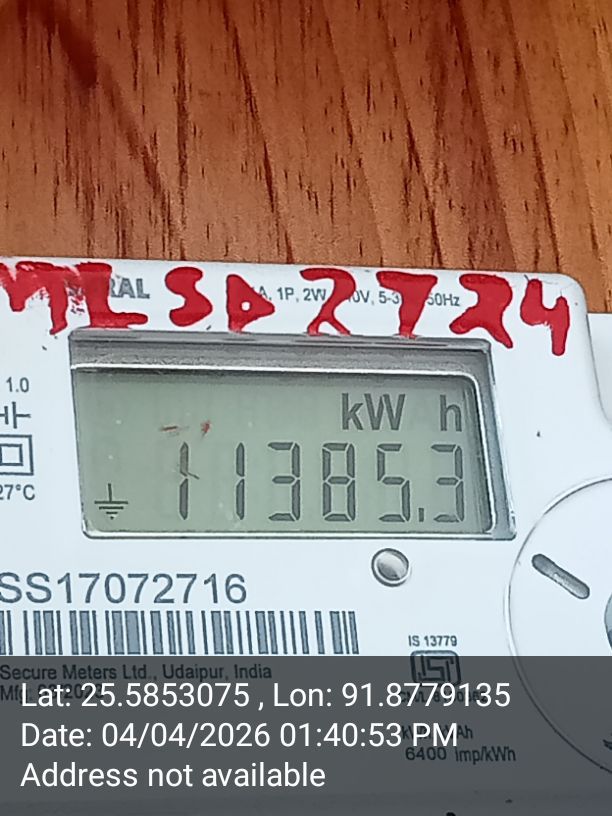 MLSD2724
A, 1P, 2W
50Hz
1.0
27°C
kW h
11385.3
SS17072716
IS 13779
Secure Meters Ltd., Udaipur, India
6400 imp/kWh
Lat: 25.5853075 , Lon: 91.8779135
Date: 04/04/2026 01:40:53 PM
Address not available